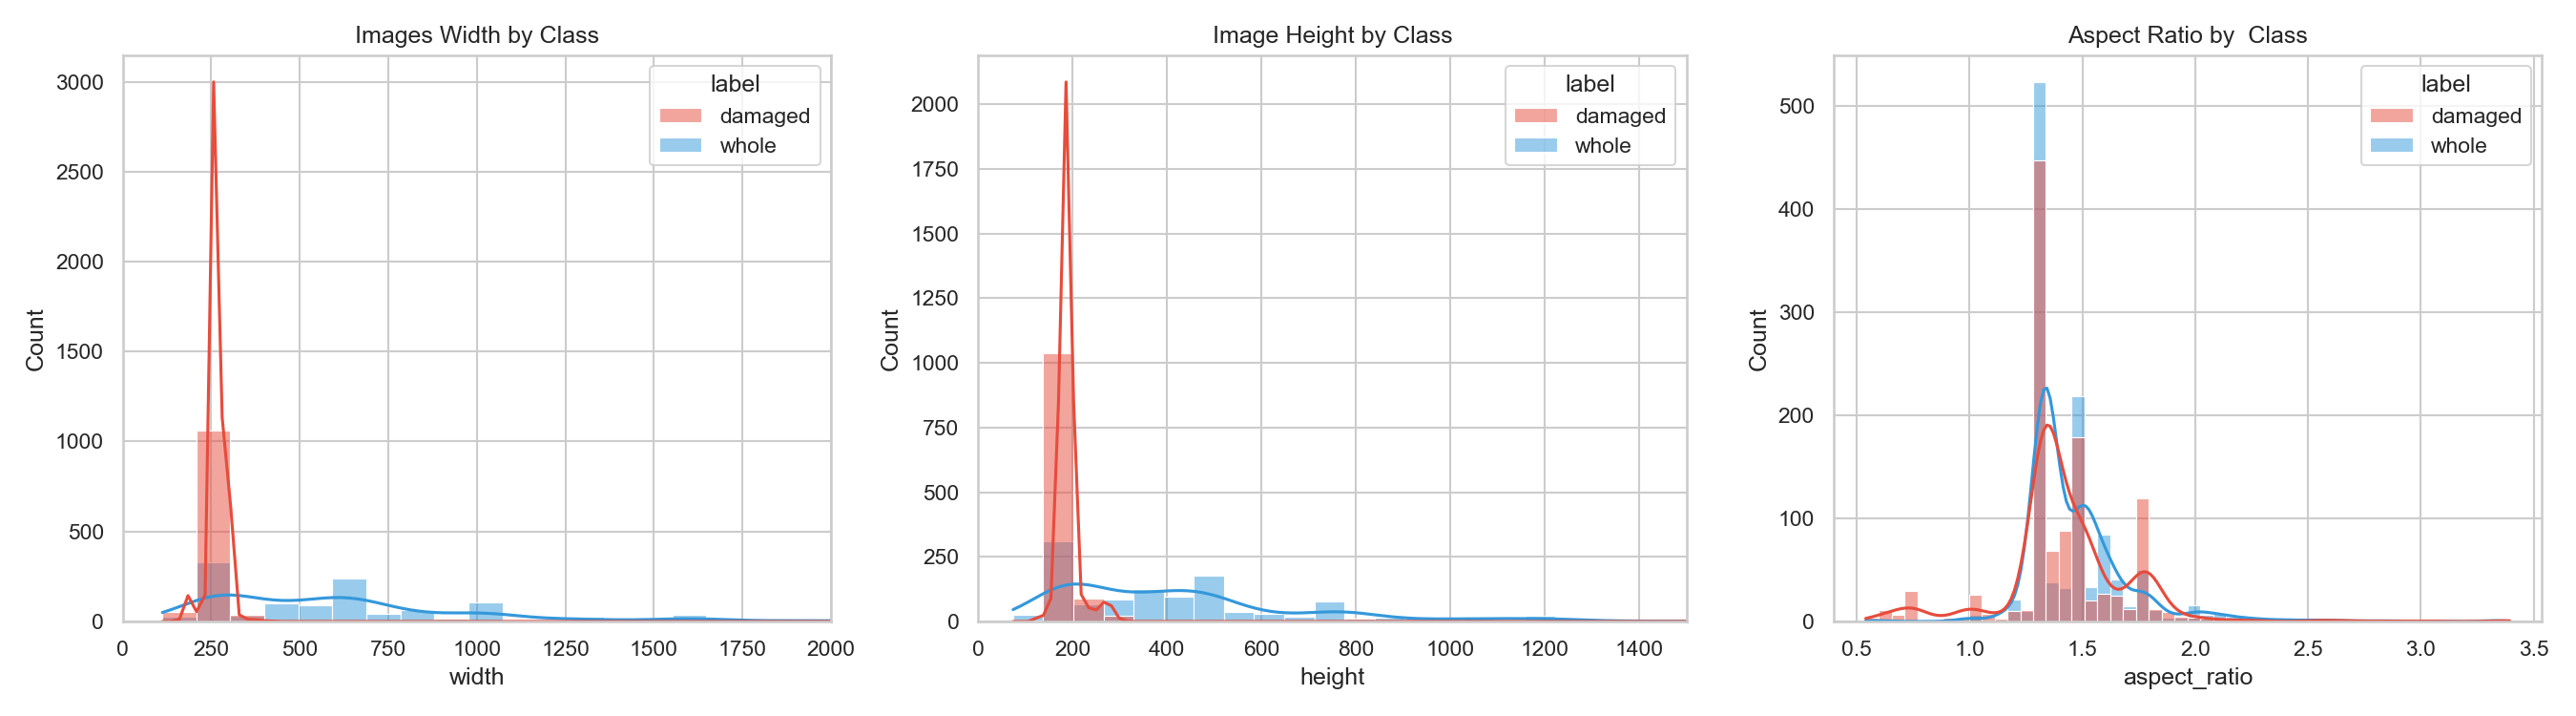 Images Width by Class
3000
2500
2000
1500
1000
500
0
Count
0 250 500 750 1000 1250 1500 1750 2000
width
label
damaged
whole
Image Height by Class
2000
1750
1500
1250
1000
750
500
250
0
Count
0 200 400 600 800 1000 1200 1400
height
label
damaged
whole
Aspect Ratio by  Class
500
400
300
200
100
0
Count
0.5 1.0 1.5 2.0 2.5 3.0 3.5
aspect_ratio
label
damaged
whole